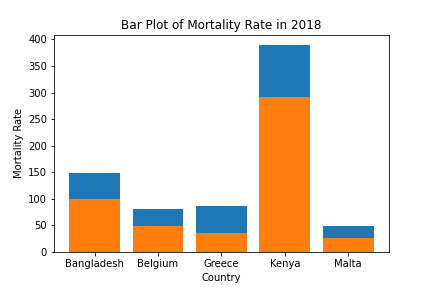 Bar Plot of Mortality Rate in 2018
400
350
300
250
200
150
100
50
0
Mortality Rate
Bangladesh Belgium Greece Kenya Malta
Country